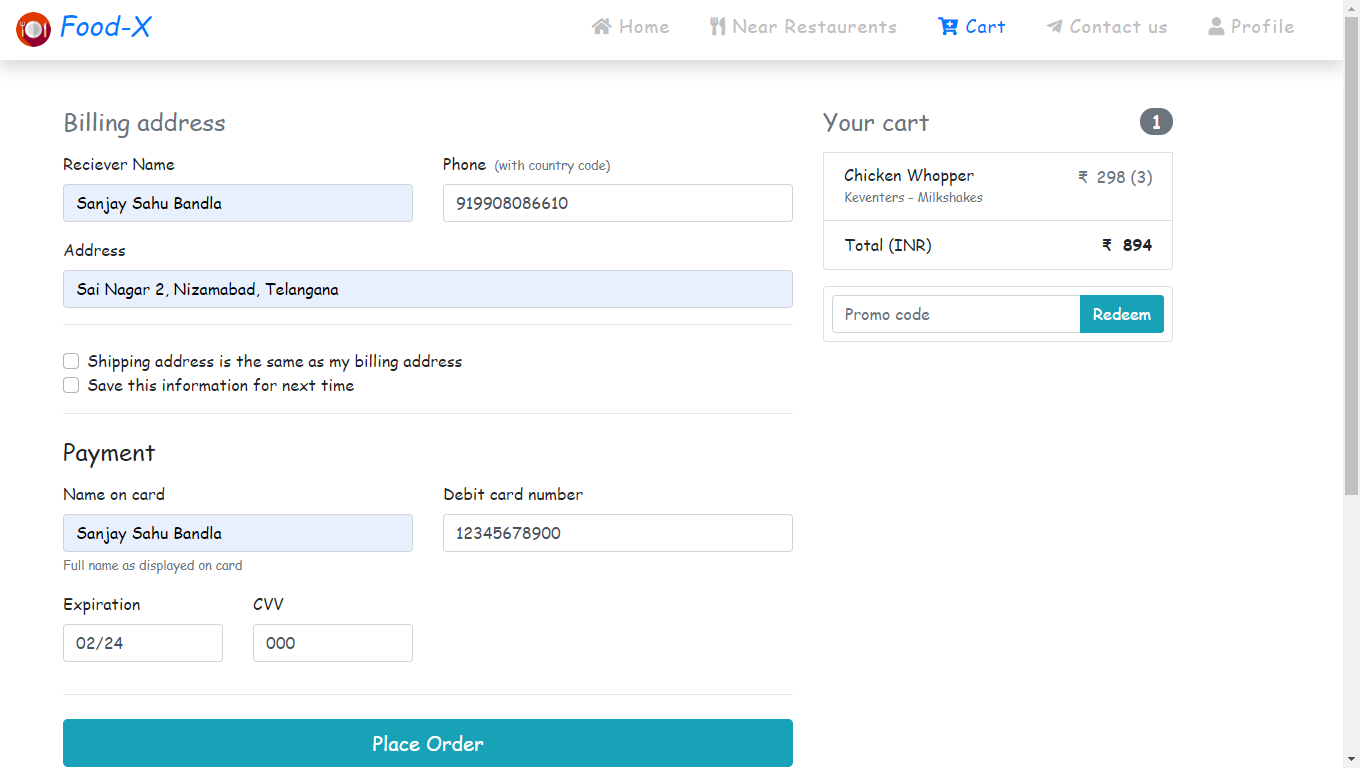 Food-X
Home Near Restaurents Cart Contact us Profile
Billing address
Reciever Name Phone (with country code)
Sanjay Sahu Bandla 919908086610
Address
Sai Nagar 2, Nizamabad, Telangana
Shipping address is the same as my billing address
Save this information for next time
Payment
Name on card Debit card number
Sanjay Sahu Bandla 12345678900
Full name as displayed on card
Expiration CVV
02/24 000
Place Order
Your cart 1
Chicken Whopper ₹ 298 (3)
Keventers - Milkshakes
Total (INR) ₹ 894
Promo code Redeem